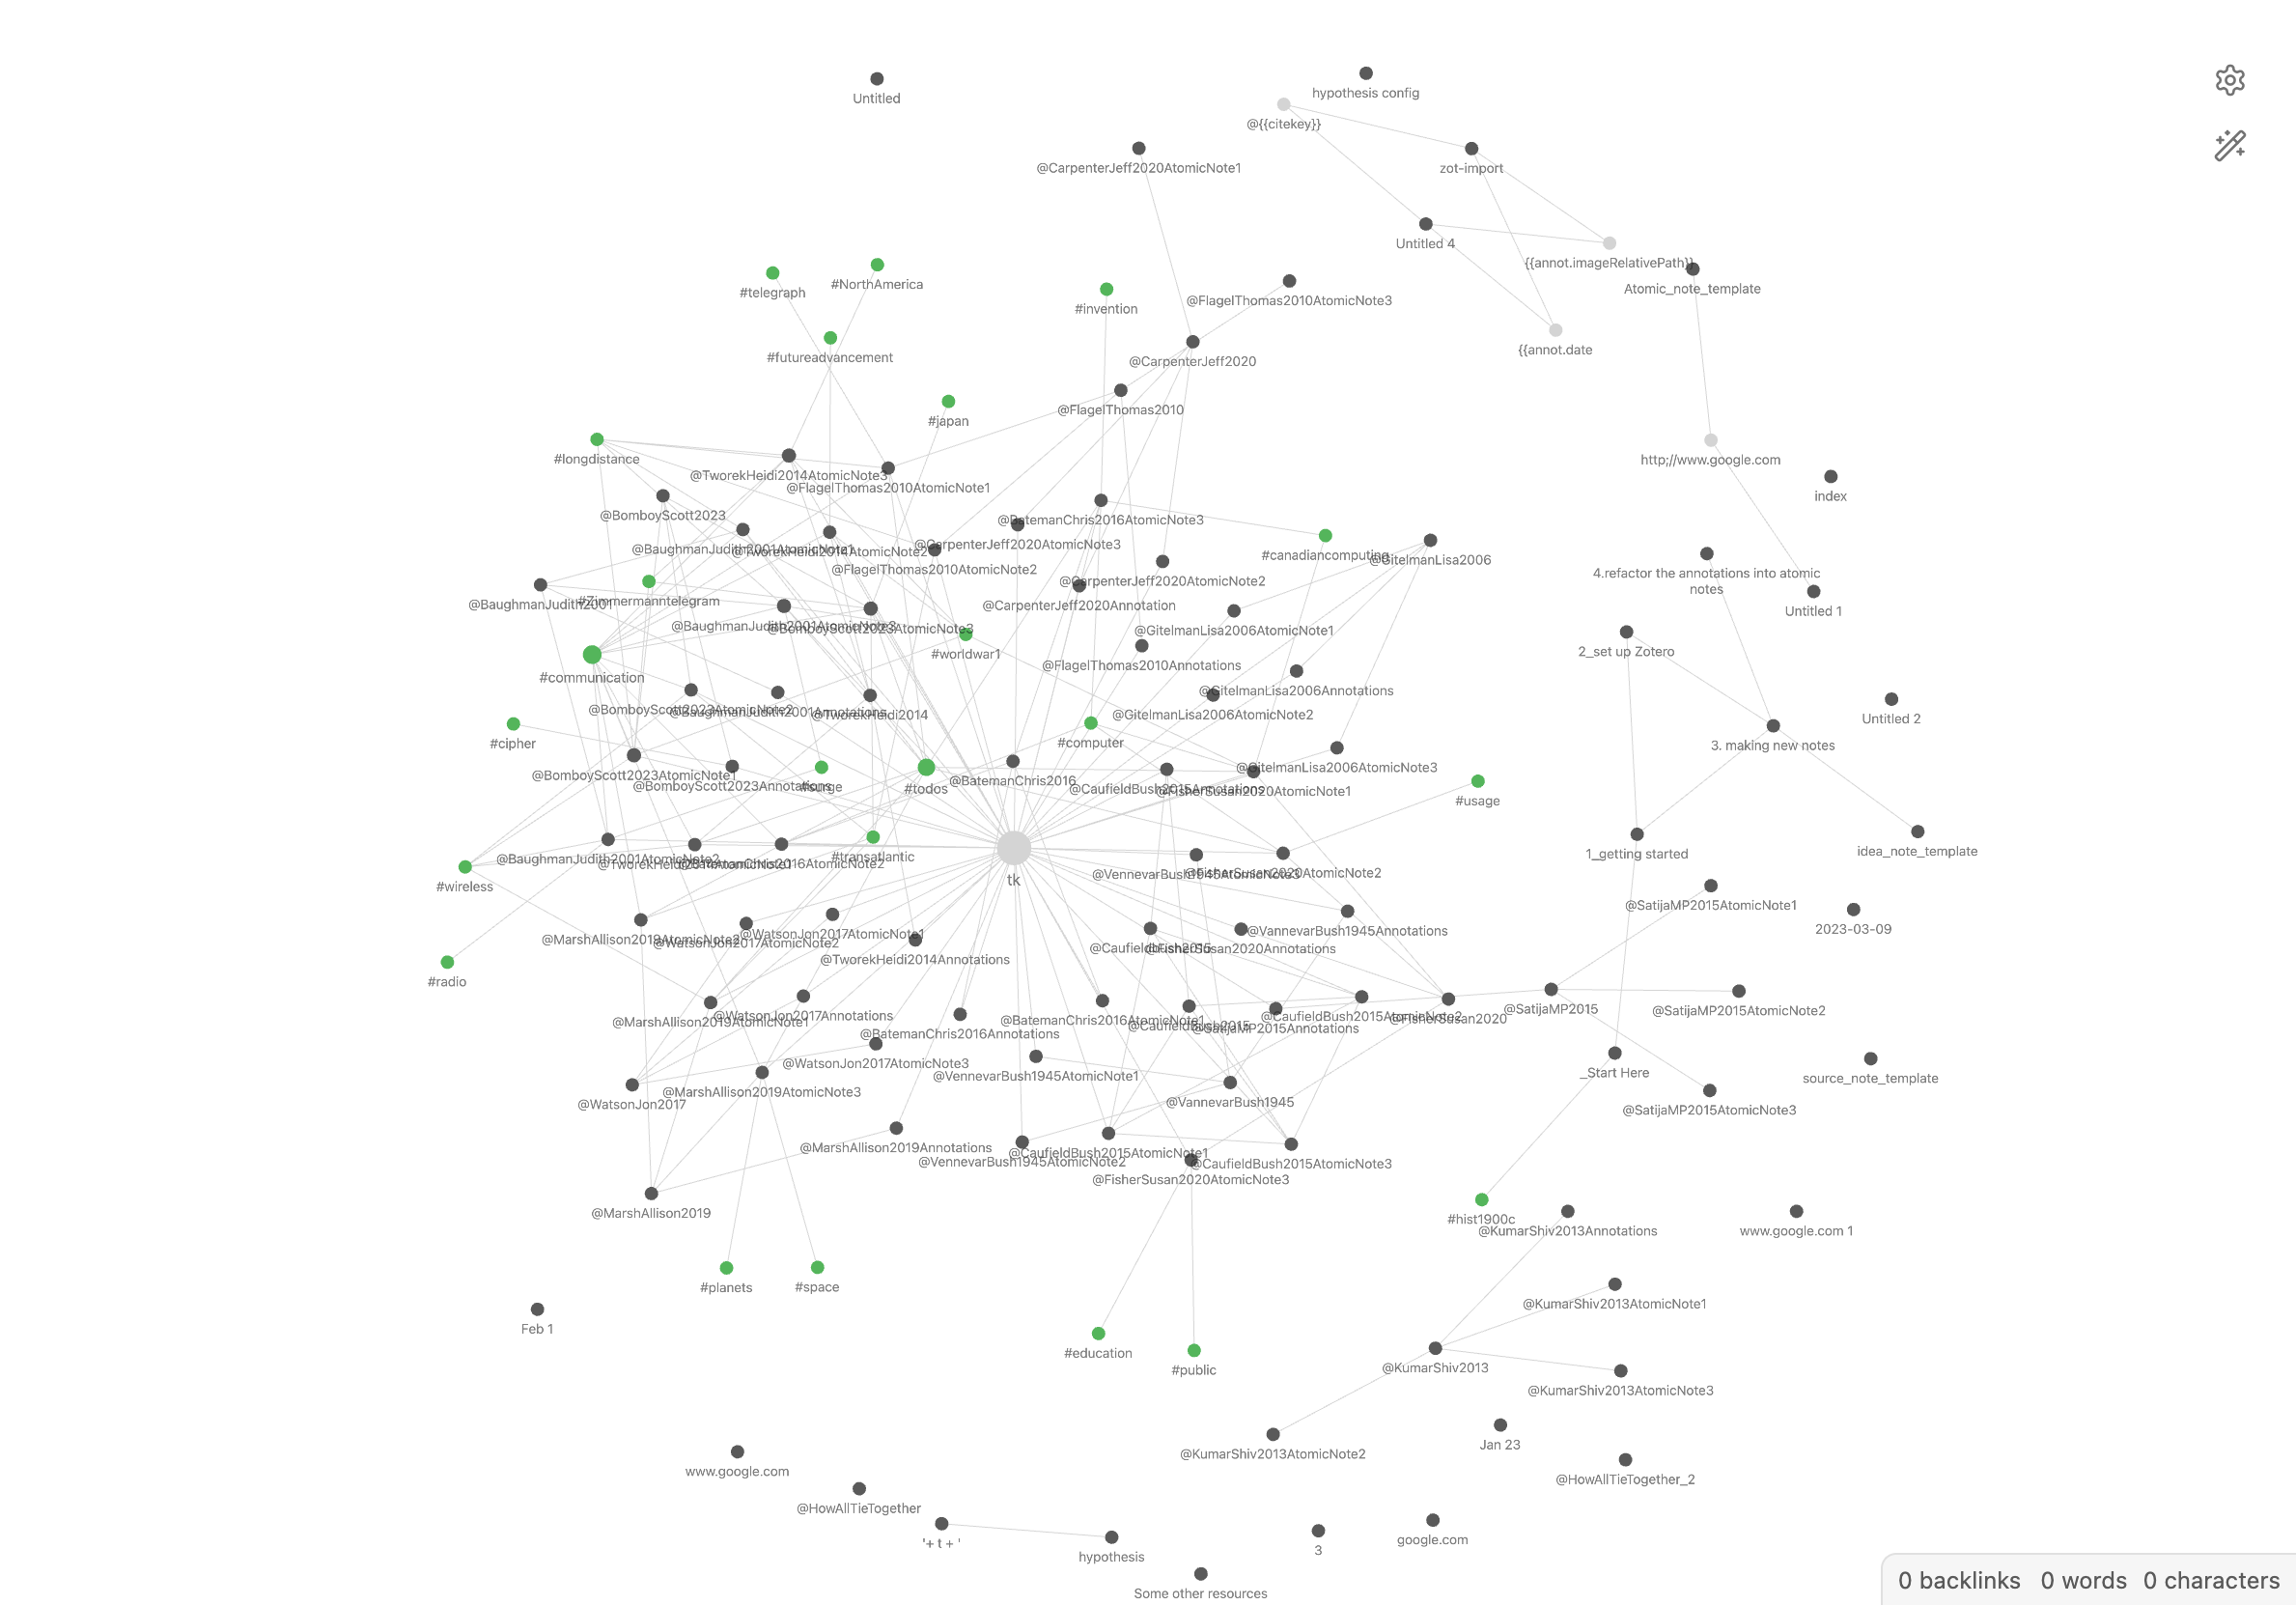 Untitled
hypothesis config
@{{citekey}}
@CarpenterJeff2020AtomicNote1
zot-import
Untitled 4
{{annot.imageRelativePath}}
#telegraph
#NorthAmerica
Atomic_note_template
#invention
@FlagelThomas2010AtomicNote3
#futureadvancement
@CarpenterJeff2020
{{annot.date
@FlagelThomas2010
#japan
#longdistance
http;//www.google.com
@TworekHeidi2014AtomicNote3
@FlagelThomas2010AtomicNote1
index
@BomboyScott2023
@BatemanChris2016AtomicNote3
@BaughmanJudith2001AtomicNote1
@TworekHeidi2014AtomicNote2
@CarpenterJeff2020AtomicNote3
#canadiancomputing
@GitelmanLisa2006
@FlagelThomas2010AtomicNote2
4.refactor the annotations into atomic
notes
@CarpenterJeff2020AtomicNote2
@BaughmanJudith2001
#Zimmermanntelegram
@CarpenterJeff2020Annotation
Untitled 1
@BaughmanJudith2001AtomicNote3
@BomboyScott2023AtomicNote3
@GitelmanLisa2006AtomicNote1
#worldwar1
2_set up Zotero
@FlagelThomas2010Annotations
#communication
@GitelmanLisa2006Annotations
@BomboyScott2023AtomicNote2
@BaughmanJudith2001Annotations
@TworekHeidi2014
@GitelmanLisa2006AtomicNote2
Untitled 2
#cipher
#computer
3. making new notes
@BomboyScott2023AtomicNote1
@GitelmanLisa2006AtomicNote3
@BomboyScott2023Annotations
#surge
#todos
@BatemanChris2016
@CaufieldBush2015Annotations
@FisherSusan2020AtomicNote1
#usage
@BaughmanJudith2001AtomicNote2
@TworekHeidi2014AtomicNote1
@BatemanChris2016AtomicNote2
#transatlantic
1_getting started
idea_note_template
#wireless
tk
@VennevarBush1945AtomicNote3
@FisherSusan2020AtomicNote2
@SatijaMP2015AtomicNote1
@MarshAllison2019AtomicNote2
@WatsonJon2017AtomicNote2
@WatsonJon2017AtomicNote1
@VannevarBush1945Annotations
2023-03-09
@CaufieldBush2015
@FisherSusan2020Annotations
@TworekHeidi2014Annotations
#radio
@MarshAllison2019AtomicNote1
@WatsonJon2017Annotations
@BatemanChris2016Annotations
@BatemanChris2016AtomicNote1
@CaufieldBush2015
@SatijaMP2015Annotations
@CaufieldBush2015AtomicNote2
@FisherSusan2020
@SatijaMP2015
@SatijaMP2015AtomicNote2
@WatsonJon2017AtomicNote3
@VennevarBush1945AtomicNote1
_Start Here
source_note_template
@WatsonJon2017
@MarshAllison2019AtomicNote3
@VannevarBush1945
@SatijaMP2015AtomicNote3
@MarshAllison2019Annotations
@VennevarBush1945AtomicNote2
@CaufieldBush2015AtomicNote1
@CaufieldBush2015AtomicNote3
@FisherSusan2020AtomicNote3
@MarshAllison2019
#hist1900c
@KumarShiv2013Annotations
www.google.com 1
#planets
#space
@KumarShiv2013AtomicNote1
Feb 1
#education
#public
@KumarShiv2013
@KumarShiv2013AtomicNote3
@KumarShiv2013AtomicNote2
Jan 23
www.google.com
@HowAllTieTogether_2
@HowAllTieTogether
'+ t + '
google.com
hypothesis
3
Some other resources
0 backlinks 0 words 0 characters